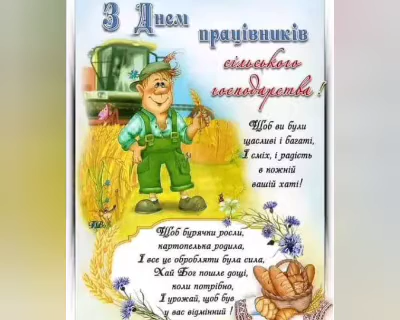 З Днем
працівників
сільського
господарства !
Щоб ви були
щасливі і багаті,
І сміх, і радість
в кожній
вашій хаті!
Щоб бурячки росли,
картопелька родила,
І все це обробляти була сила,
Хай Бог пошле дощі,
коли потрібно,
І урожай, щоб був
у вас відмінний !